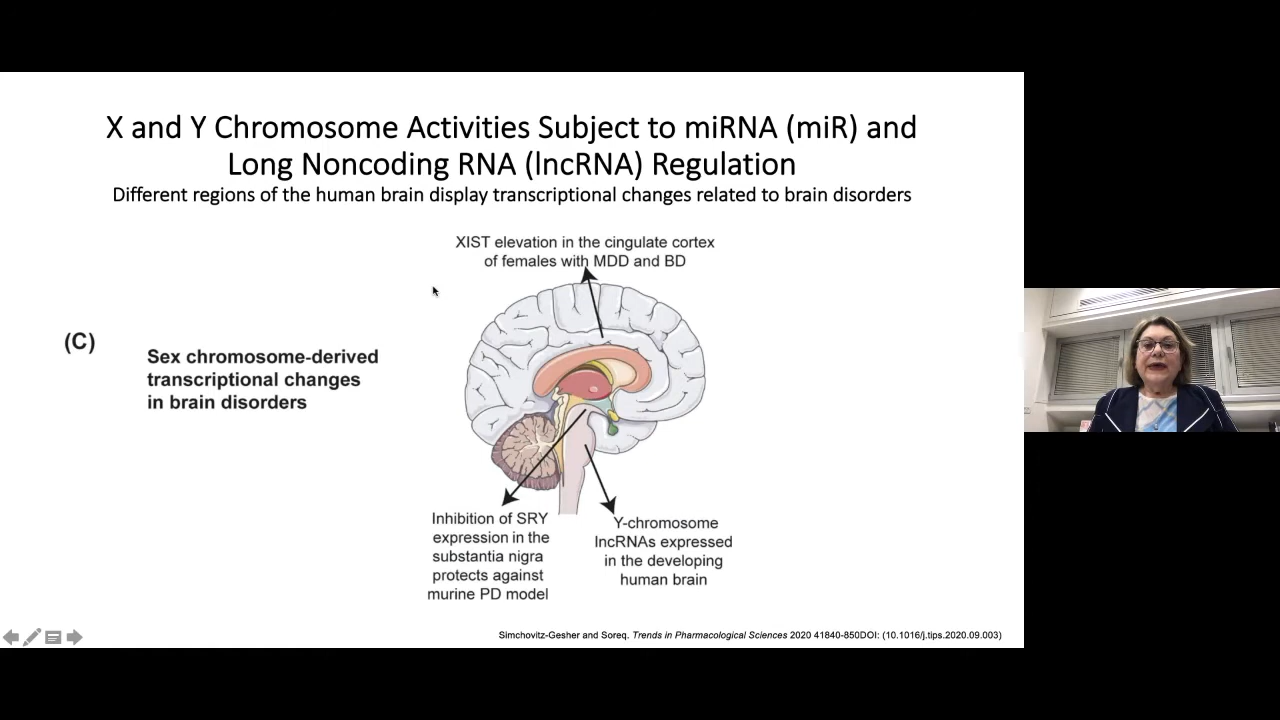 X and Y Chromosome Activities Subject to miRNA (miR) and
Long Noncoding RNA (lncRNA) Regulation
Different regions of the human brain display transcriptional changes related to brain disorders
XIST elevation in the cingulate cortex
of females with MDD and BD
(C)
Sex chromosome-derived
transcriptional changes
in brain disorders
Inhibition of SRY
expression in the
substantia nigra
protects against
murine PD model
Y-chromosome
lncRNAs expressed
in the developing
human brain
Simchovitz-Gesher and Soreq. Trends in Pharmacological Sciences 2020 41840-850DOI: (10.1016/j.tips.2020.09.003)